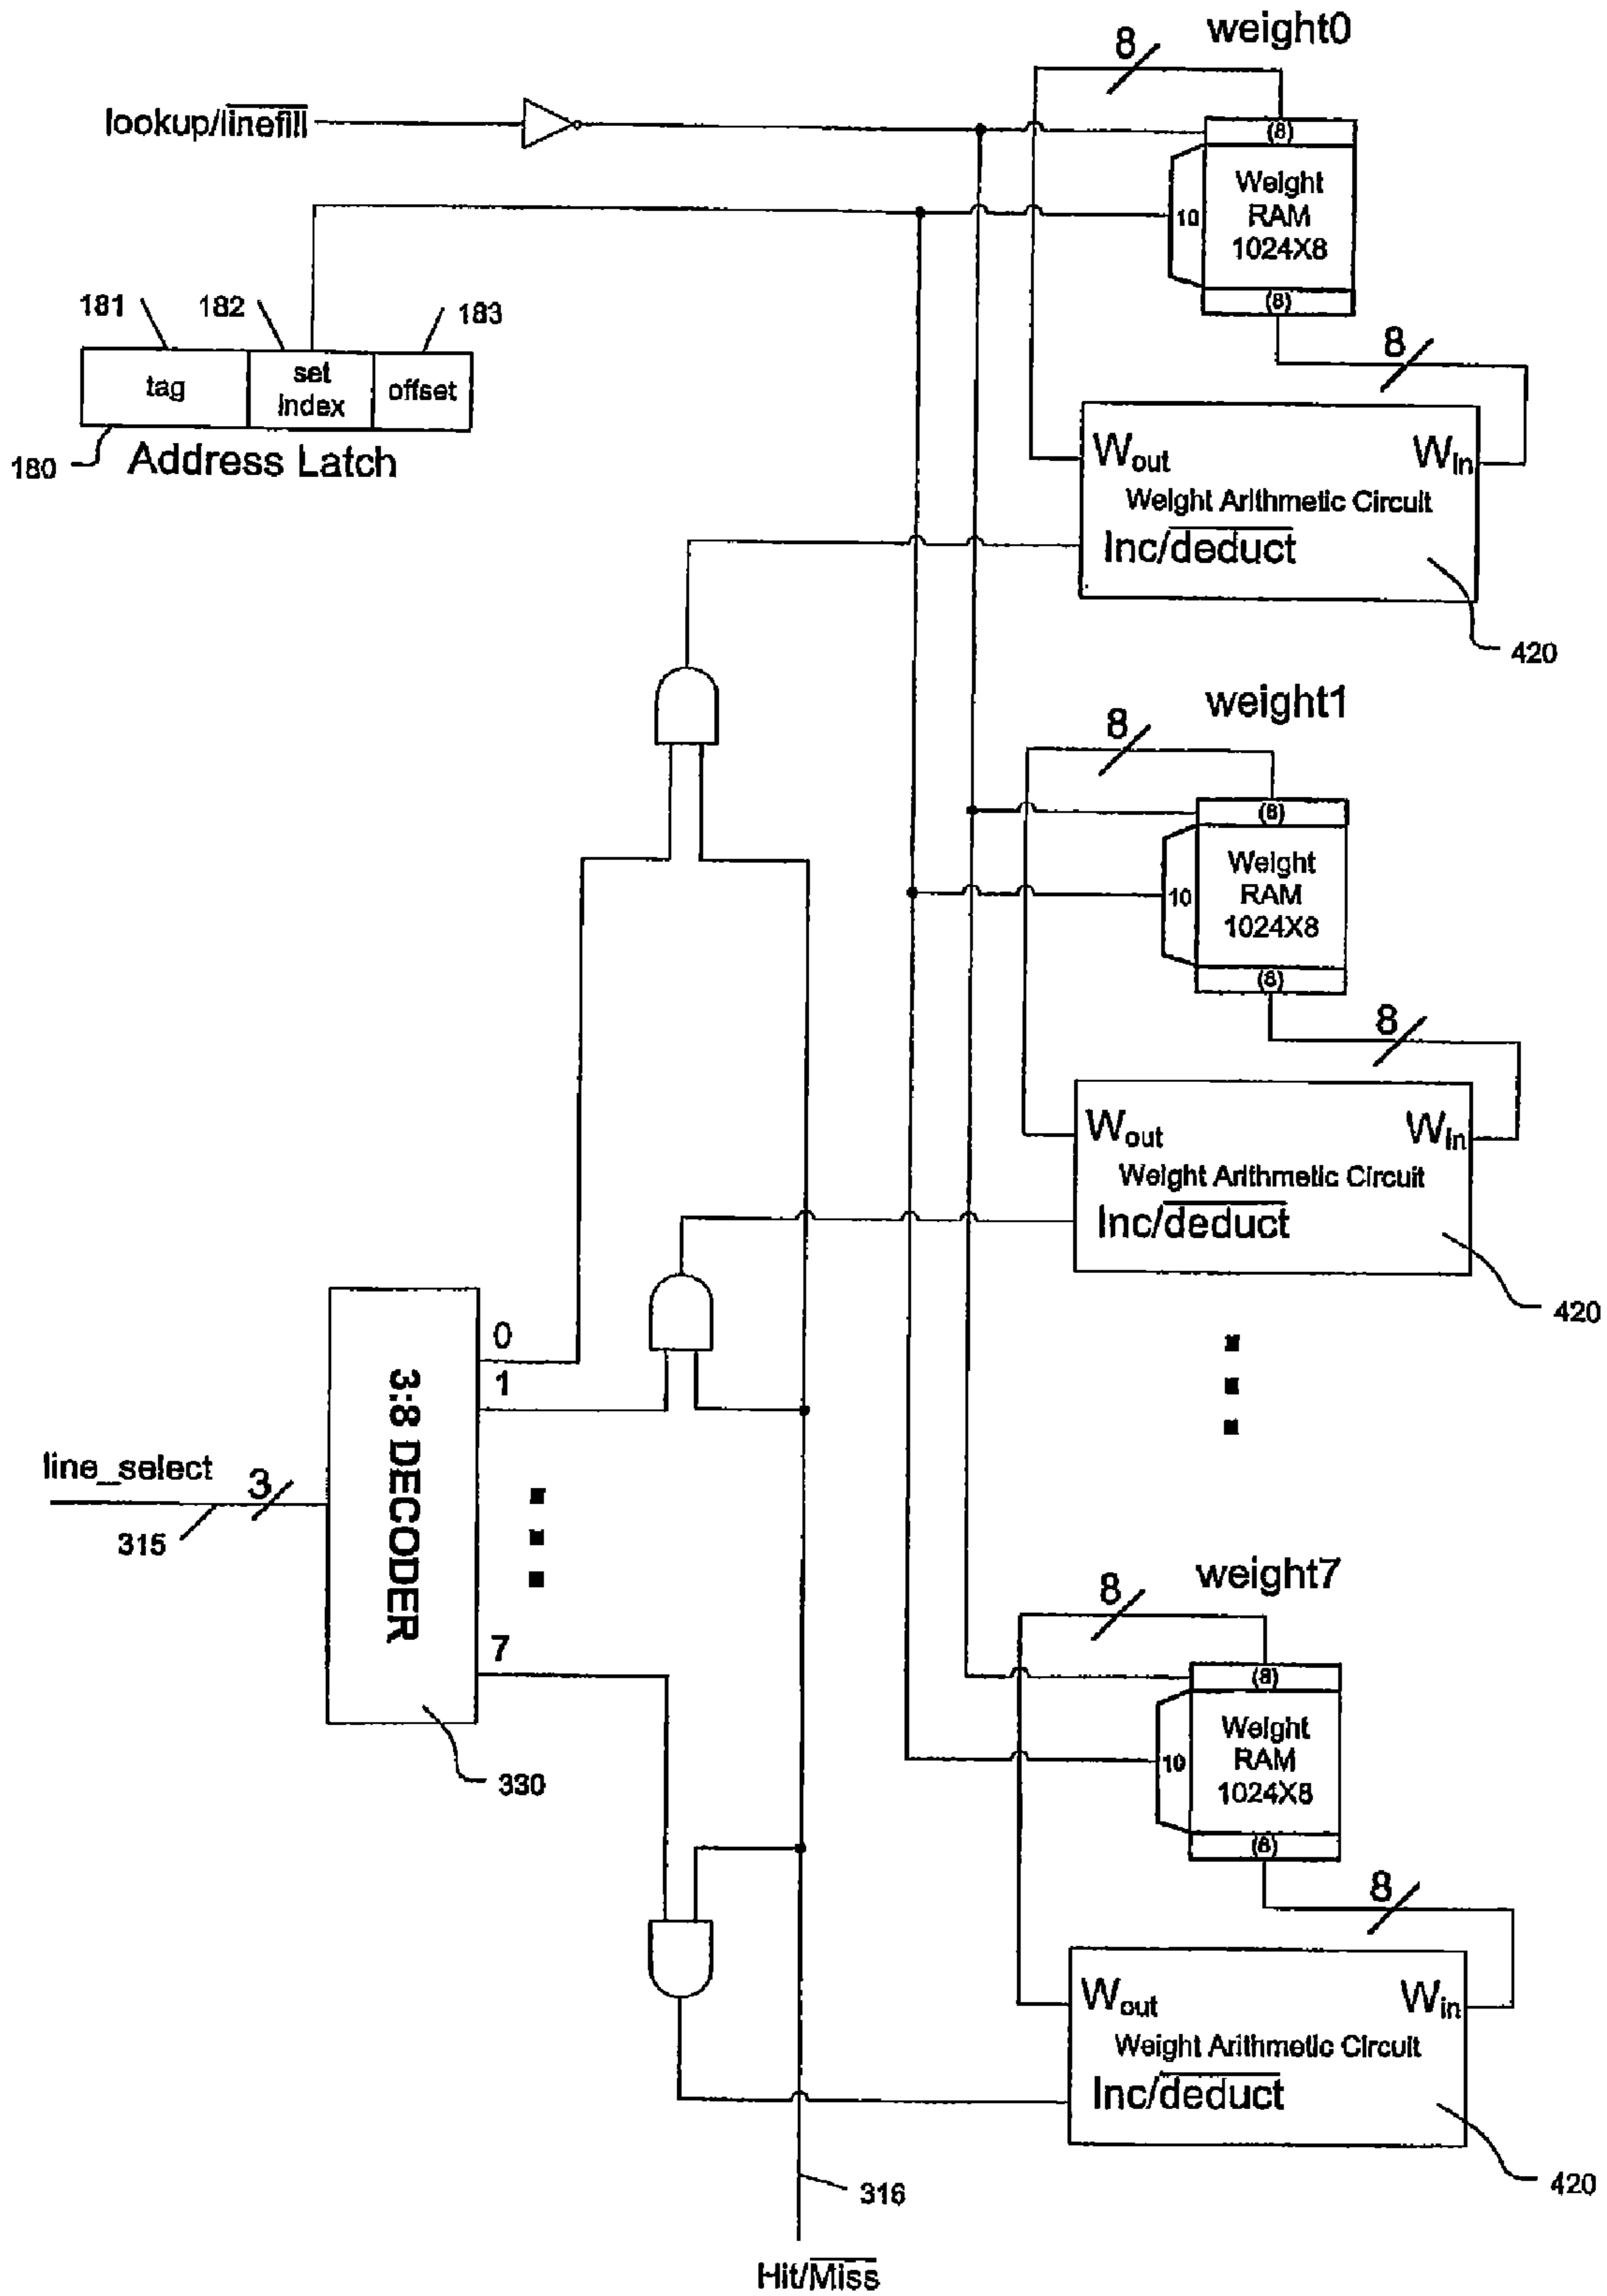 weight0
8
lookup/linefill
(8)
Weight
RAM
1024X8
10
(8)
181
182
183
8
tag
set
index
offset
180
Address Latch
Wout
Win
Weight Arithmetic Circuit
Inc/deduct
420
weight1
8
(8)
Weight
RAM
1024X8
10
(8)
8
Wout
Win
Weight Arithmetic Circuit
Inc/deduct
420
0
1
3:8 DECODER
line_select
3
315
7
330
weight7
8
(8)
Weight
RAM
1024X8
10
(8)
8
Wout
Win
Weight Arithmetic Circuit
Inc/deduct
420
316
Hit/Miss